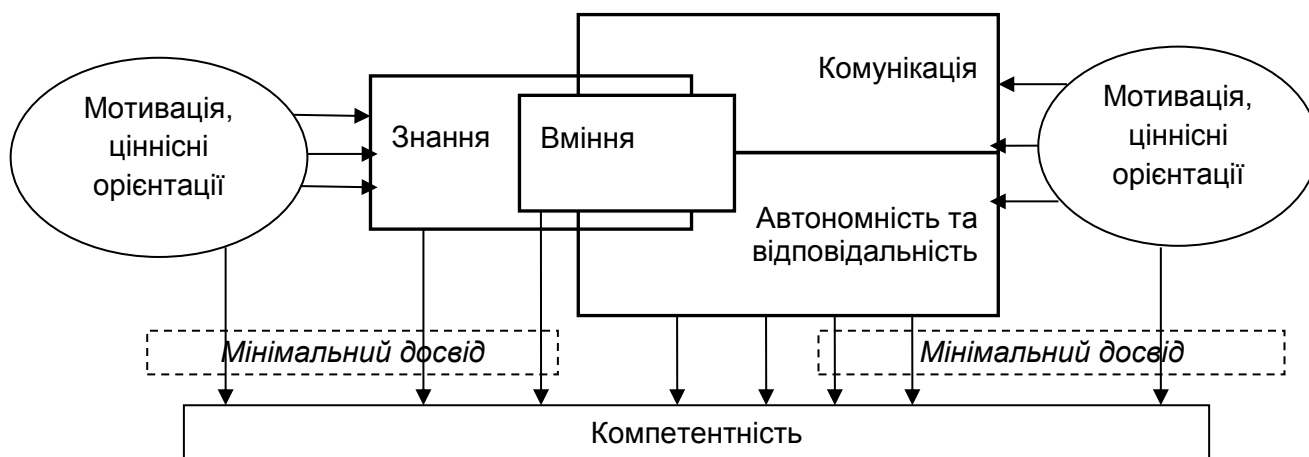 Мотивація,
ціннісні
орієнтації
Знання
Вміння
Комунікація
Автономність та
відповідальність
Мотивація,
ціннісні
орієнтації
Мінімальний досвід
Мінімальний досвід
Компетентність